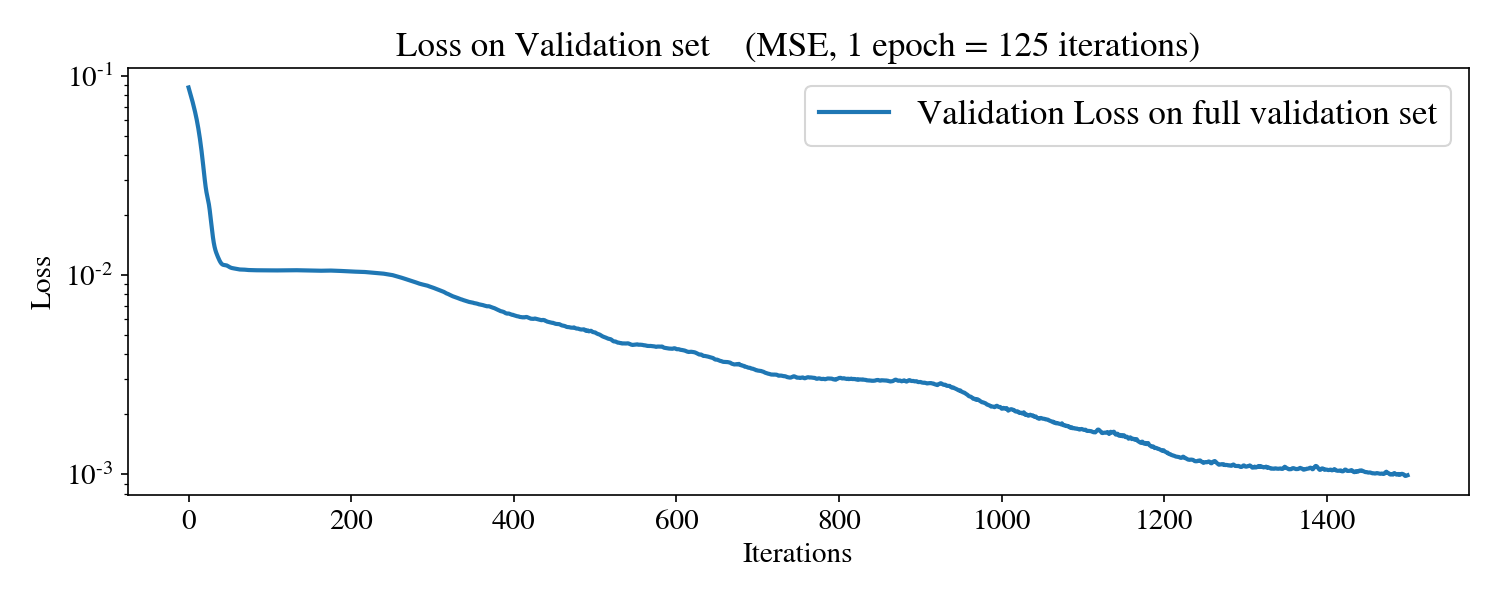 Loss on Validation set (MSE, 1 epoch = 125 iterations)
10^-1
Validation Loss on full validation set
10^-2
Loss
10^-3
0 200 400 600 800 1000 1200 1400
Iterations